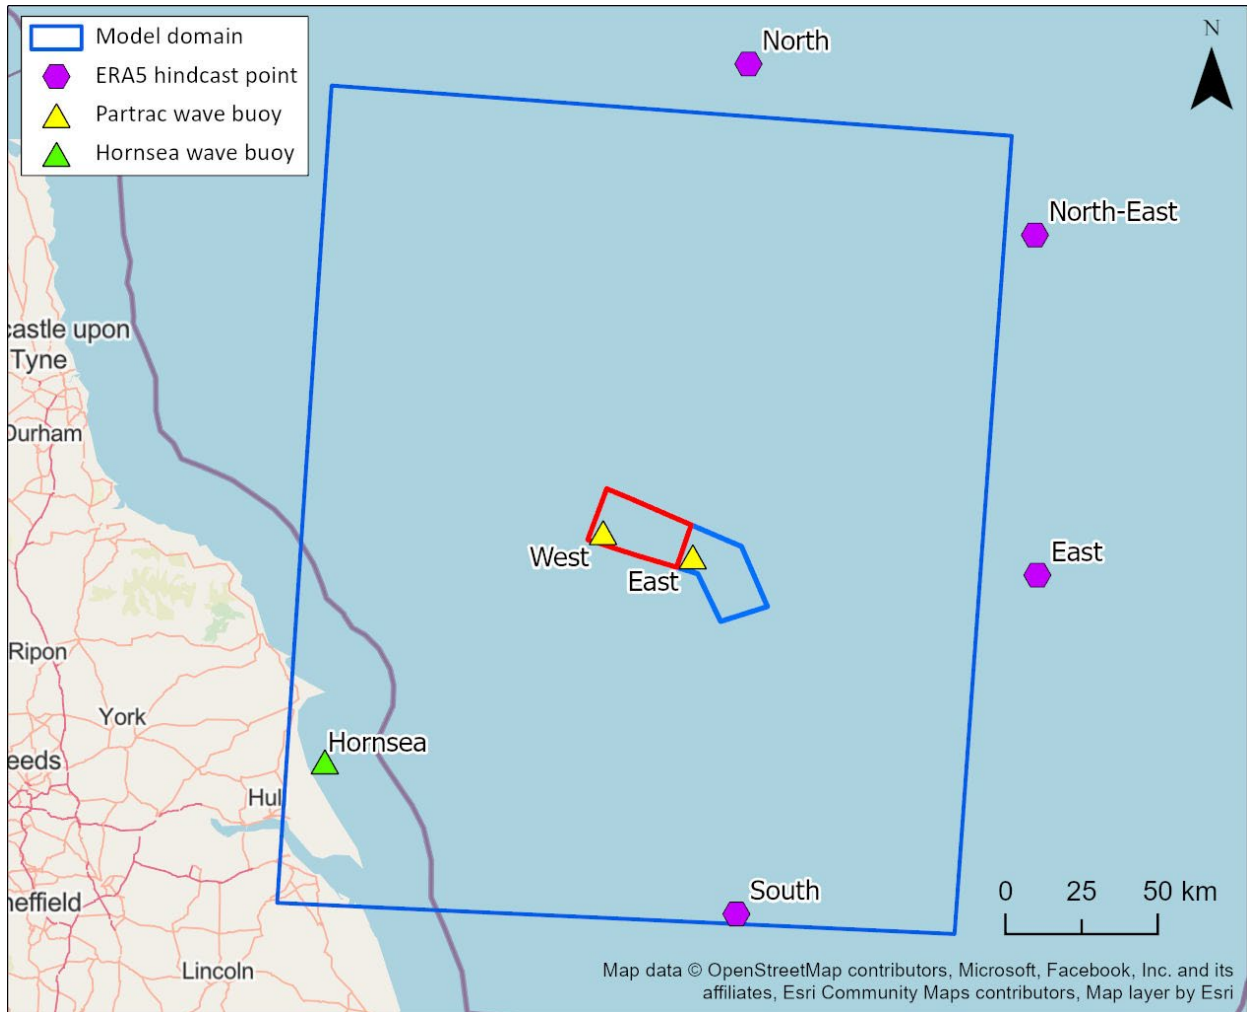 Model domain
ERA5 hindcast point
Partrac wave buoy
Hornsea wave buoy
North
N
North-East
castle upon
Tyne
Durham
West
East
East
Ripon
York
Hornsea
eeds
Hul
South
0 25 50 km
heffield
Lincoln
Map data © OpenStreetMap contributors, Microsoft, Facebook, Inc. and its
affiliates, Esri Community Maps contributors, Map layer by Esri